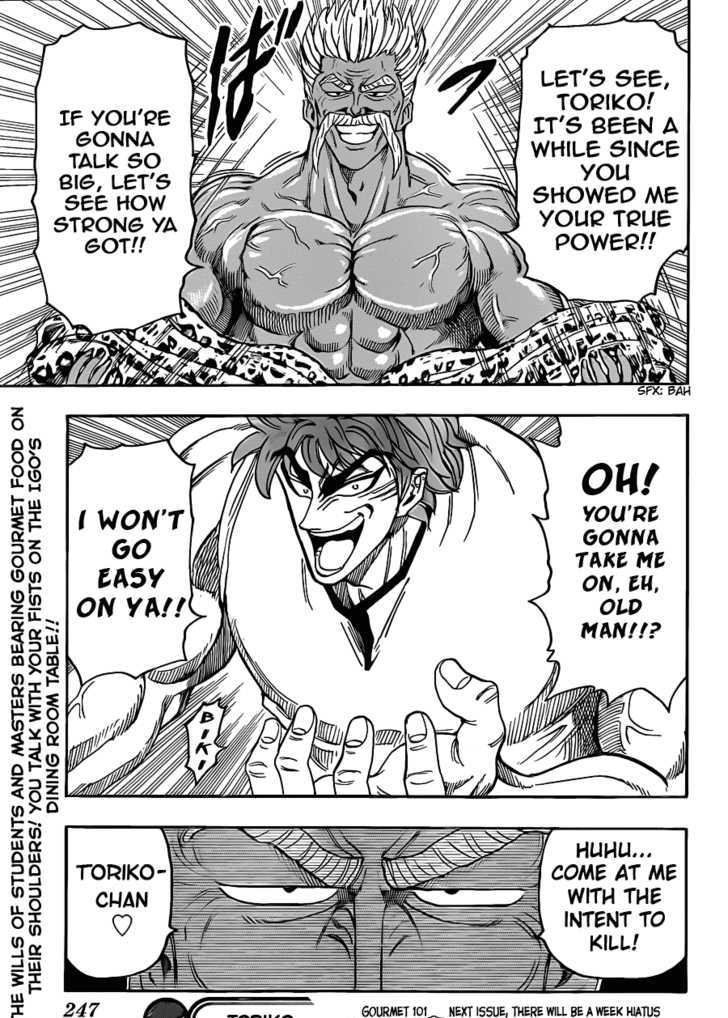 LET'S SEE,
TORIKO!
IT'S BEEN A
WHILE SINCE
YOU
SHOWED ME
YOUR TRUE
POWER!!
IF YOU'RE
GONNA
TALK SO
BIG, LET'S
SEE HOW
STRONG YA
GOT!!
ばっ
SFX: BAH
OH!
YOU'RE
GONNA
TAKE ME
ON, EH,
OLD
MAN!!?
I WON'T
GO
EASY
ON YA!!
BIKI
HUHU...
COME AT ME
WITH THE
INTENT TO
KILL!
TORIKO-
CHAN
♡
THE WILLS OF STUDENTS AND MASTERS BEARING GOURMET FOOD ON
THEIR SHOULDERS! YOU TALK WITH YOUR FISTS ON THE IGO'S
DINING ROOM TABLE!!
247
TORIKO
GOURMET 101
NEXT ISSUE, THERE WILL BE A WEEK HIATUS